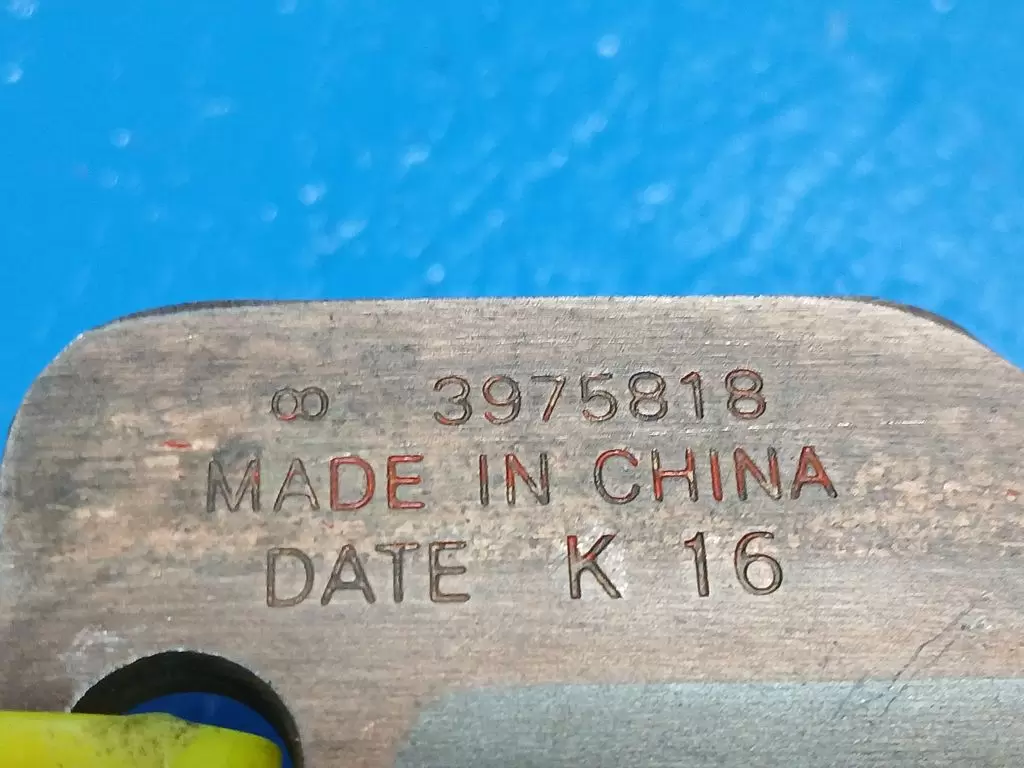 ∞ 3975818
MADE IN CHINA
DATE K 16